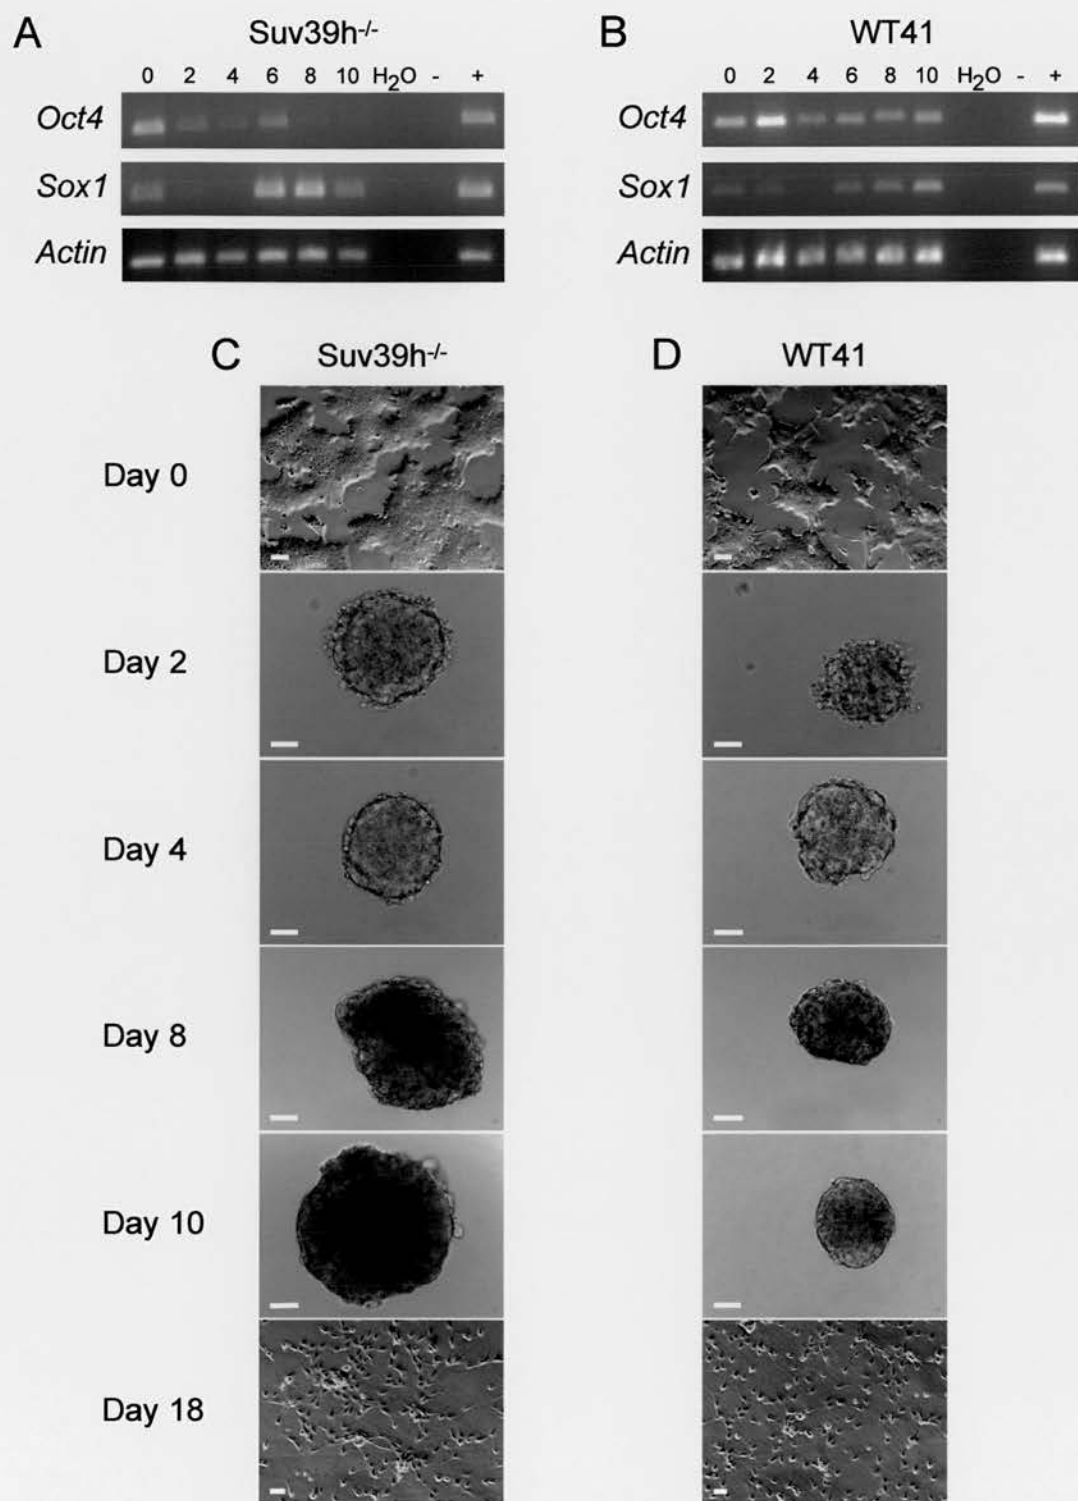 A Suv39h-/-
0 2 4 6 8 10 H2O - +
Oct4
Sox1
Actin
B WT41
0 2 4 6 8 10 H2O - +
Oct4
Sox1
Actin
C Suv39h-/-
D WT41
Day 0
Day 2
Day 4
Day 8
Day 10
Day 18